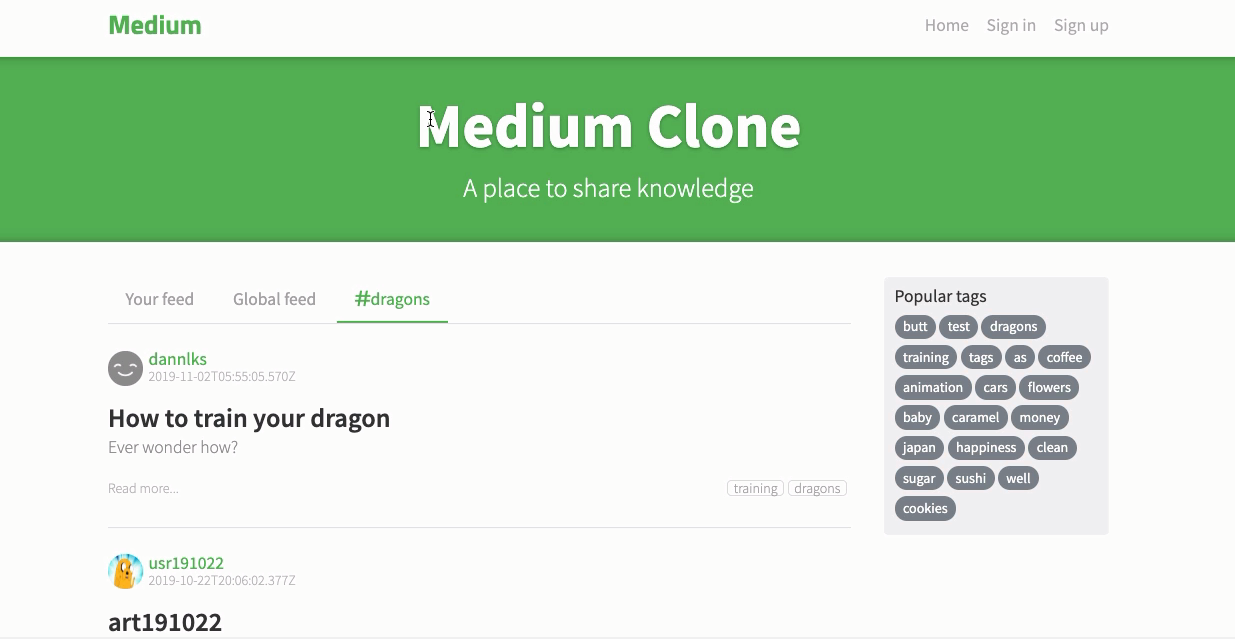 Medium
Home Sign in Sign up
Medium Clone
A place to share knowledge
Your feed Global feed #dragons
dannlks
2019-11-02T05:55:05.570Z
How to train your dragon
Ever wonder how?
Read more... training dragons
usr191022
2019-10-22T20:06:02.377Z
art191022
Popular tags
butt test dragons
training tags as coffee
animation cars flowers
baby caramel money
japan happiness clean
sugar sushi well
cookies